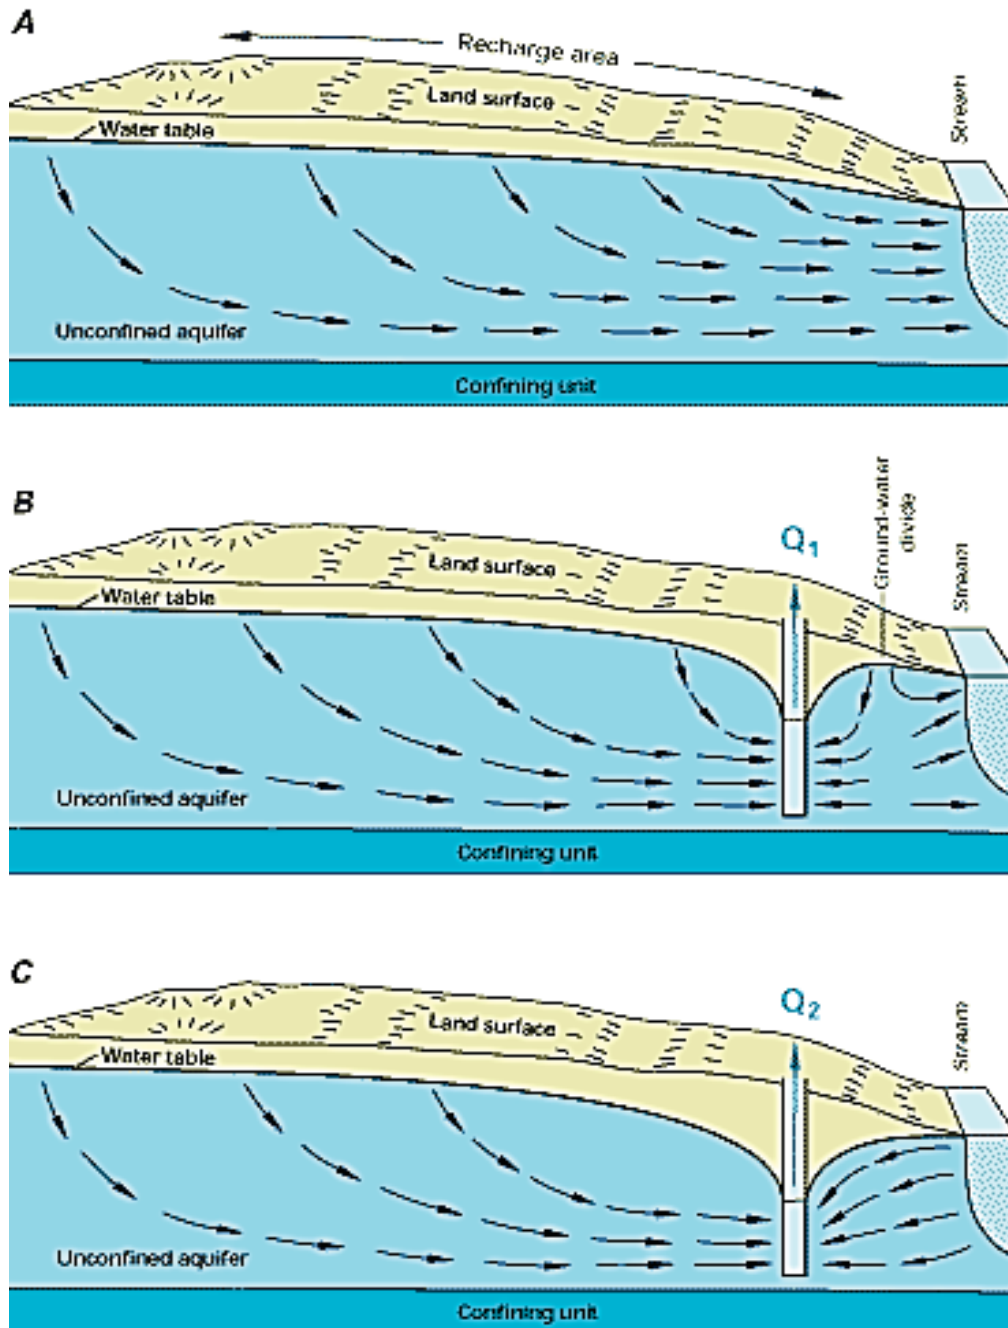 A
Recharge area
Land surface
Stream
Water table
Unconfined aquifer
Confining unit
B
Q1
Ground-water
divide
Stream
Land surface
Water table
Unconfined aquifer
Confining unit
C
Q2
Stream
Land surface
Water table
Unconfined aquifer
Confining unit